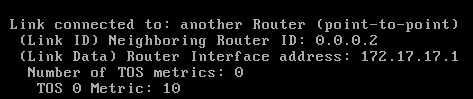 Link connected to: another Router (point-to-point)
(Link ID) Neighboring Router ID: 0.0.0.2
(Link Data) Router Interface address: 172.17.17.1
Number of TOS metrics: 0
TOS 0 Metric: 10